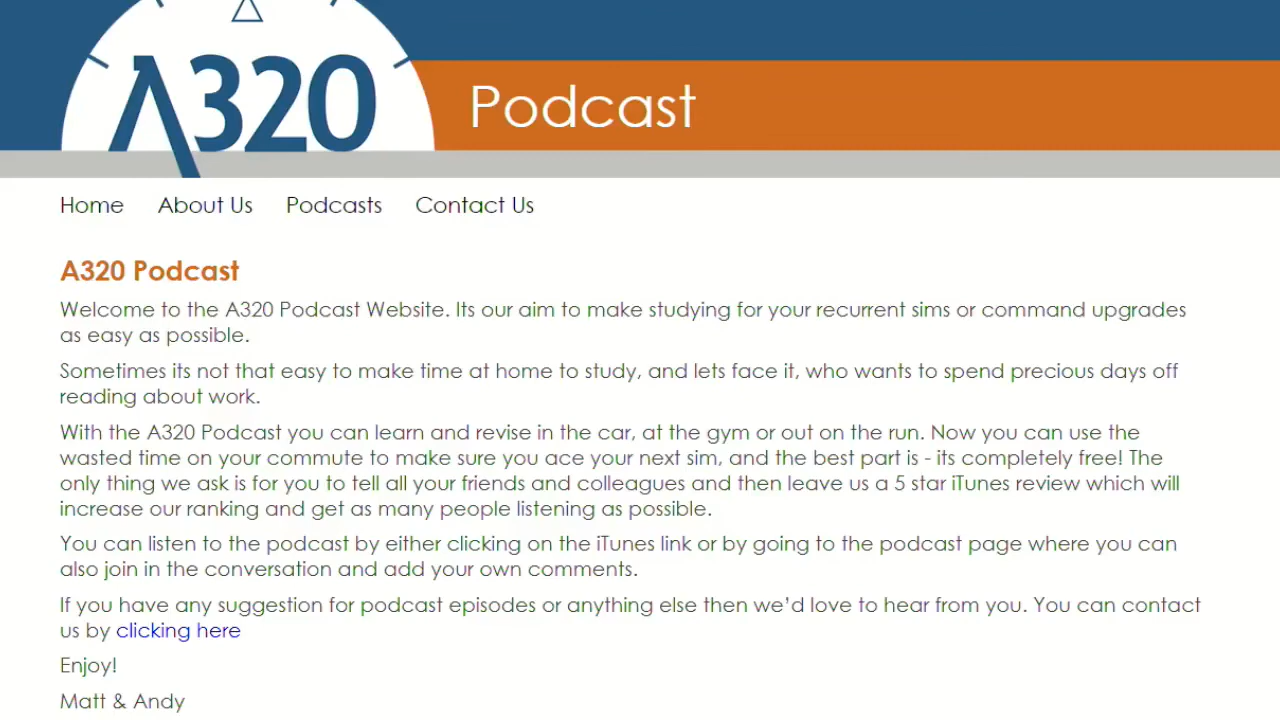 A320
Podcast
Home About Us Podcasts Contact Us
A320 Podcast
Welcome to the A320 Podcast Website. Its our aim to make studying for your recurrent sims or command upgrades
as easy as possible.
Sometimes its not that easy to make time at home to study, and lets face it, who wants to spend precious days off
reading about work.
With the A320 Podcast you can learn and revise in the car, at the gym or out on the run. Now you can use the
wasted time on your commute to make sure you ace your next sim, and the best part is - its completely free! The
only thing we ask is for you to tell all your friends and colleagues and then leave us a 5 star iTunes review which will
increase our ranking and get as many people listening as possible.
You can listen to the podcast by either clicking on the iTunes link or by going to the podcast page where you can
also join in the conversation and add your own comments.
If you have any suggestion for podcast episodes or anything else then we’d love to hear from you. You can contact
us by clicking here
Enjoy!
Matt & Andy